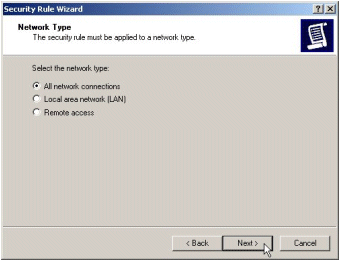 Security Rule Wizard
Network Type
The security rule must be applied to a network type.
Select the network type:
All network connections
Local area network (LAN)
Remote access
< Back
Next >
Cancel